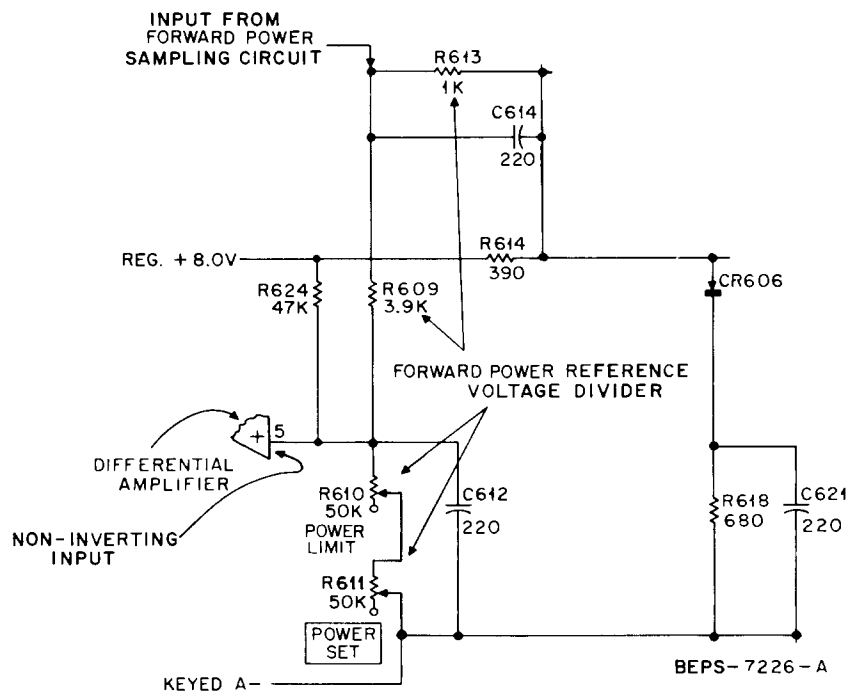 INPUT FROM
FORWARD POWER
SAMPLING CIRCUIT
R613
1K
C614
220
REG. + 8.0V
R614
390
R624
47K
R609
3.9K
CR606
FORWARD POWER REFERENCE
VOLTAGE DIVIDER
+
5
DIFFERENTIAL
AMPLIFIER
NON-INVERTING
INPUT
R610
50K
POWER
LIMIT
C612
220
R618
680
C621
220
R611
50K
POWER
SET
KEYED A-
BEPS-7226-A